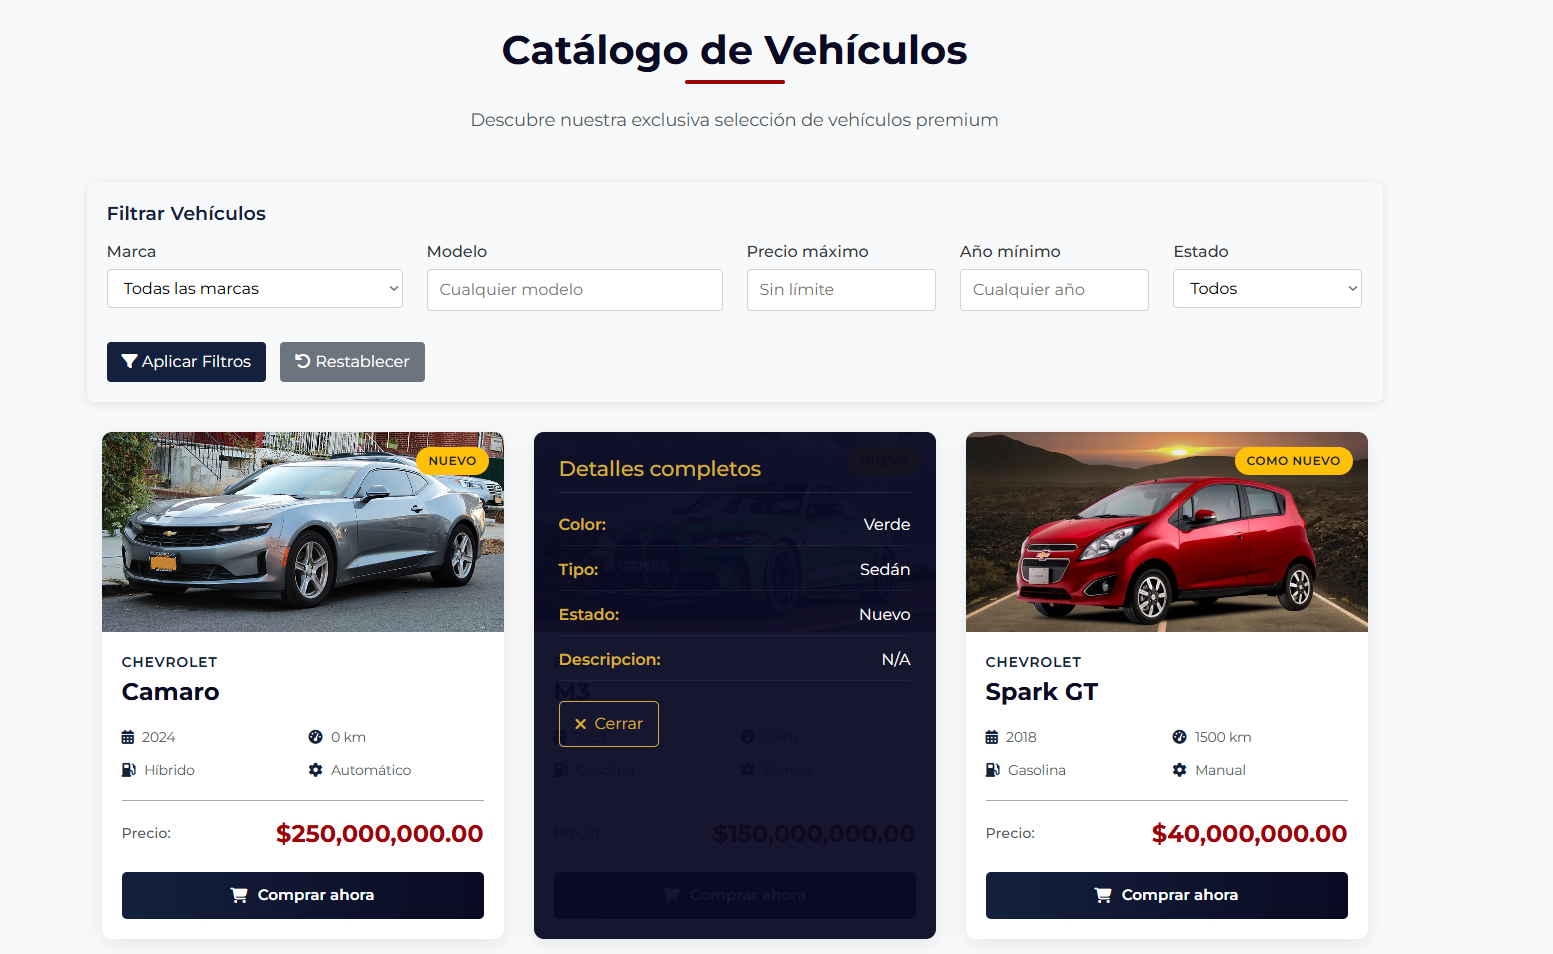 Catálogo de Vehículos
Descubre nuestra exclusiva selección de vehículos premium
Filtrar Vehículos
Marca
Todas las marcas
Modelo
Cualquier modelo
Precio máximo
Sin límite
Año mínimo
Cualquier año
Estado
Todos
Aplicar Filtros
Restablecer
NUEVO
CHEVROLET
Camaro
2024
0 km
Híbrido
Automático
Precio:
$250,000,000.00
Comprar ahora
NUEVO
Detalles completos
Color:
Verde
Tipo:
Sedán
Estado:
Nuevo
Descripcion:
N/A
M3
Cerrar
0 km
Gasolina
Manual
Precio:
$150,000,000.00
Comprar ahora
COMO NUEVO
CHEVROLET
Spark GT
2018
1500 km
Gasolina
Manual
Precio:
$40,000,000.00
Comprar ahora